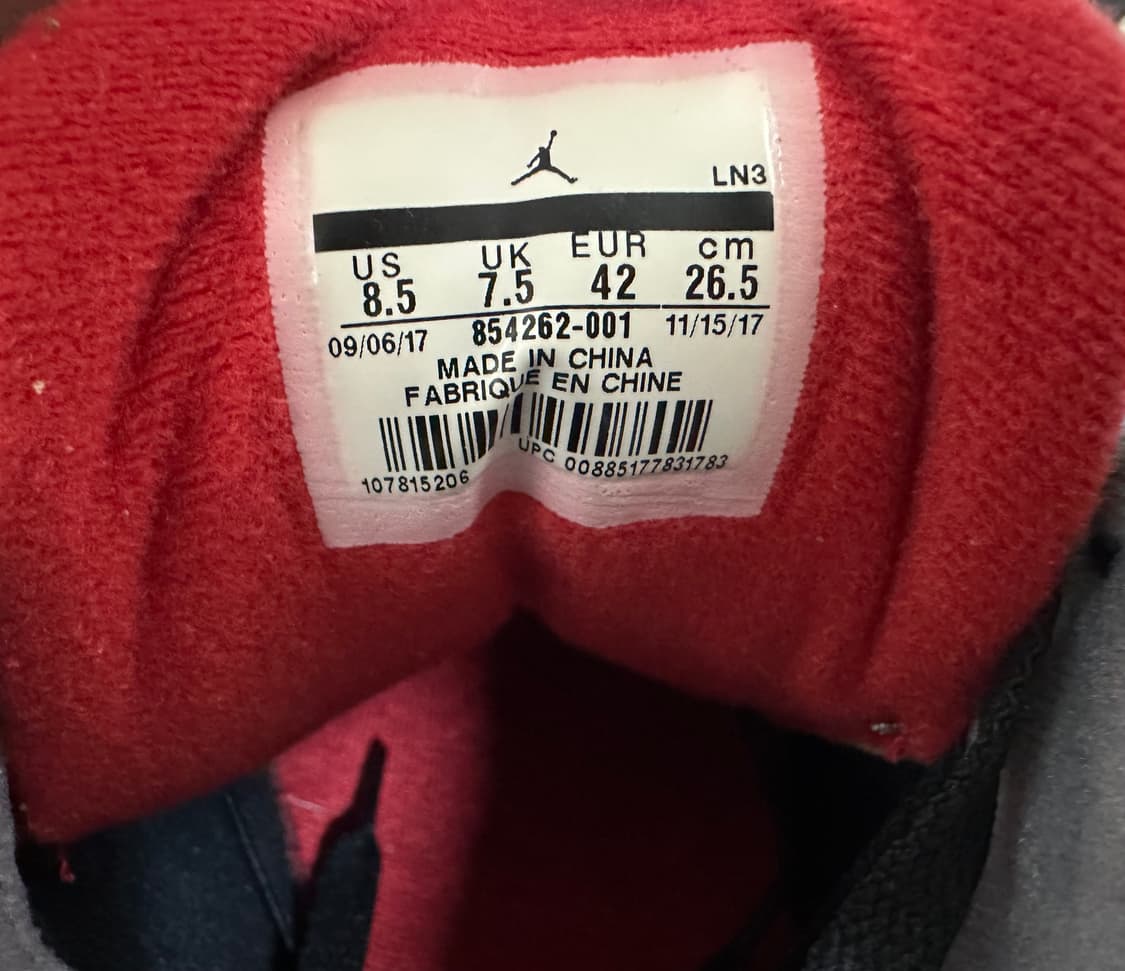 LN3
US UK EUR cm
8.5 7.5 42 26.5
09/06/17 854262-001 11/15/17
MADE IN CHINA
FABRIQUE EN CHINE
107815206 UPC 00885177831783